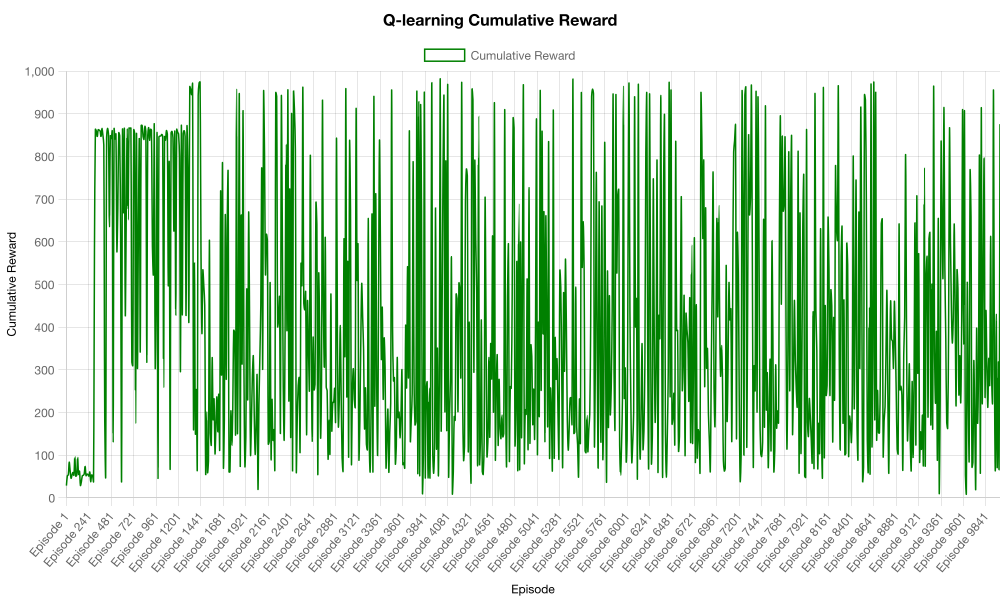 Q-learning Cumulative Reward
Cumulative Reward
1,000
900
800
700
600
500
400
300
200
100
0
Cumulative Reward
Episode 1
Episode 241
Episode 481
Episode 721
Episode 961
Episode 1201
Episode 1441
Episode 1681
Episode 1921
Episode 2161
Episode 2401
Episode 2641
Episode 2881
Episode 3121
Episode 3361
Episode 3601
Episode 3841
Episode 4081
Episode 4321
Episode 4561
Episode 4801
Episode 5041
Episode 5281
Episode 5521
Episode 5761
Episode 6001
Episode 6241
Episode 6481
Episode 6721
Episode 6961
Episode 7201
Episode 7441
Episode 7681
Episode 7921
Episode 8161
Episode 8401
Episode 8641
Episode 8881
Episode 9121
Episode 9361
Episode 9601
Episode 9841
Episode